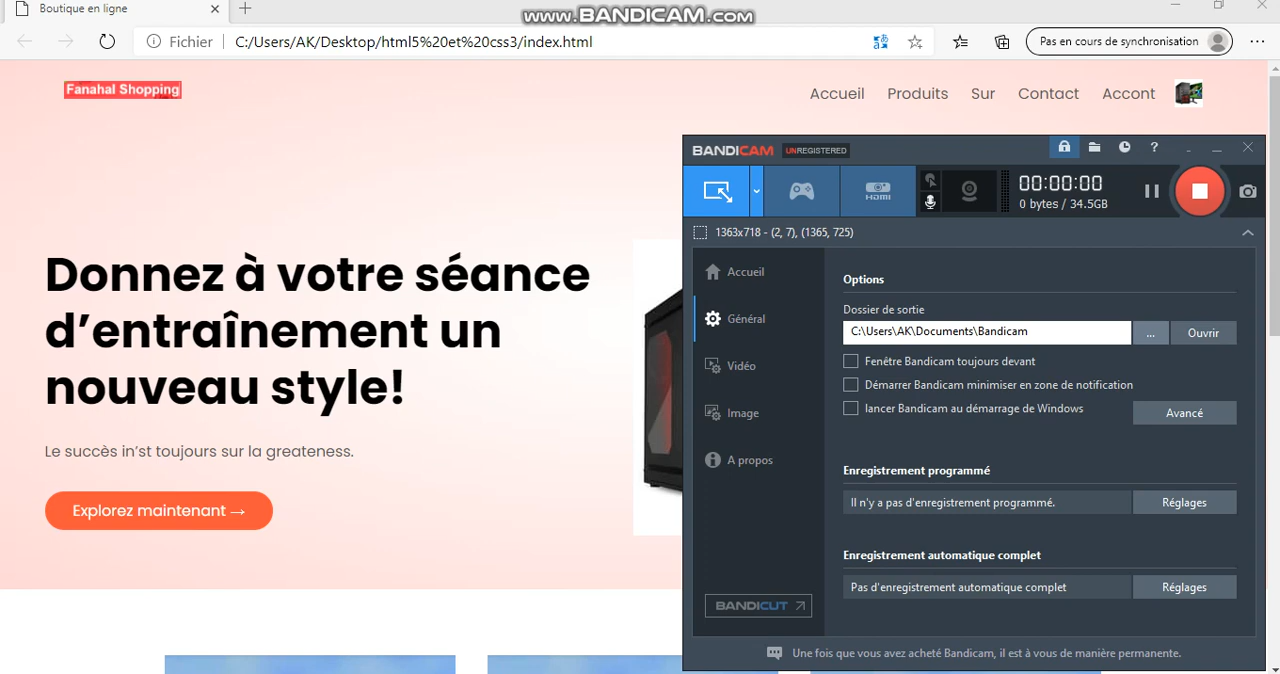 Boutique en ligne
www.BANDICAM.com
Fichier
C:/Users/AK/Desktop/html5%20et%20css3/index.html
Pas en cours de synchronisation
Fanahal Shopping
Accueil Produits Sur Contact Accont
Donnez à votre séance
d’entraînement un
nouveau style!
Le succès in’st toujours sur la greateness.
Explorez maintenant →
BANDICAM UNREGISTERED
?
HDMI
00:00:00
0 bytes / 34.5GB
1363x718 - (2, 7), (1365, 725)
Accueil
Général
Vidéo
Image
A propos
BANDICUT
Options
Dossier de sortie
C:\Users\AK\Documents\Bandicam
...
Ouvrir
Fenêtre Bandicam toujours devant
Démarrer Bandicam minimiser en zone de notification
lancer Bandicam au démarrage de Windows
Avancé
Enregistrement programmé
Il n'y a pas d'enregistrement programmé.
Réglages
Enregistrement automatique complet
Pas d'enregistrement automatique complet
Réglages
Une fois que vous avez acheté Bandicam, il est à vous de manière permanente.